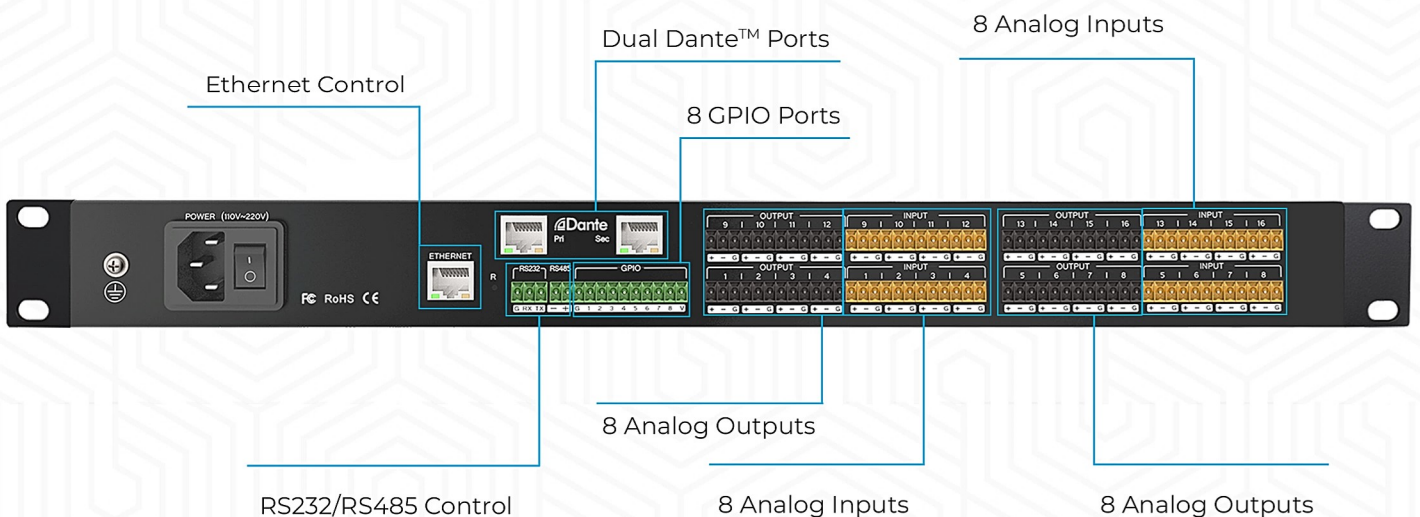 8 Analog Inputs
Dual Dante™ Ports
Ethernet Control
8 GPIO Ports
POWER (110V~220V)
I
O
FC RoHS CE
ETHERNET
R
Dante
Pri Sec
RS232 RS485 GPIO
G RX TX − + G 1 2 3 4 5 6 7 8 V
OUTPUT
9 10 11 12
+ − G + − G + − G + − G
OUTPUT
1 2 3 4
+ − G + − G + − G + − G
INPUT
9 10 11 12
+ − G + − G + − G + − G
INPUT
1 2 3 4
+ − G + − G + − G + − G
OUTPUT
13 14 15 16
+ − G + − G + − G + − G
OUTPUT
5 6 7 8
+ − G + − G + − G + − G
INPUT
13 14 15 16
+ − G + − G + − G + − G
INPUT
5 6 7 8
+ − G + − G + − G + − G
8 Analog Outputs
RS232/RS485 Control
8 Analog Inputs
8 Analog Outputs